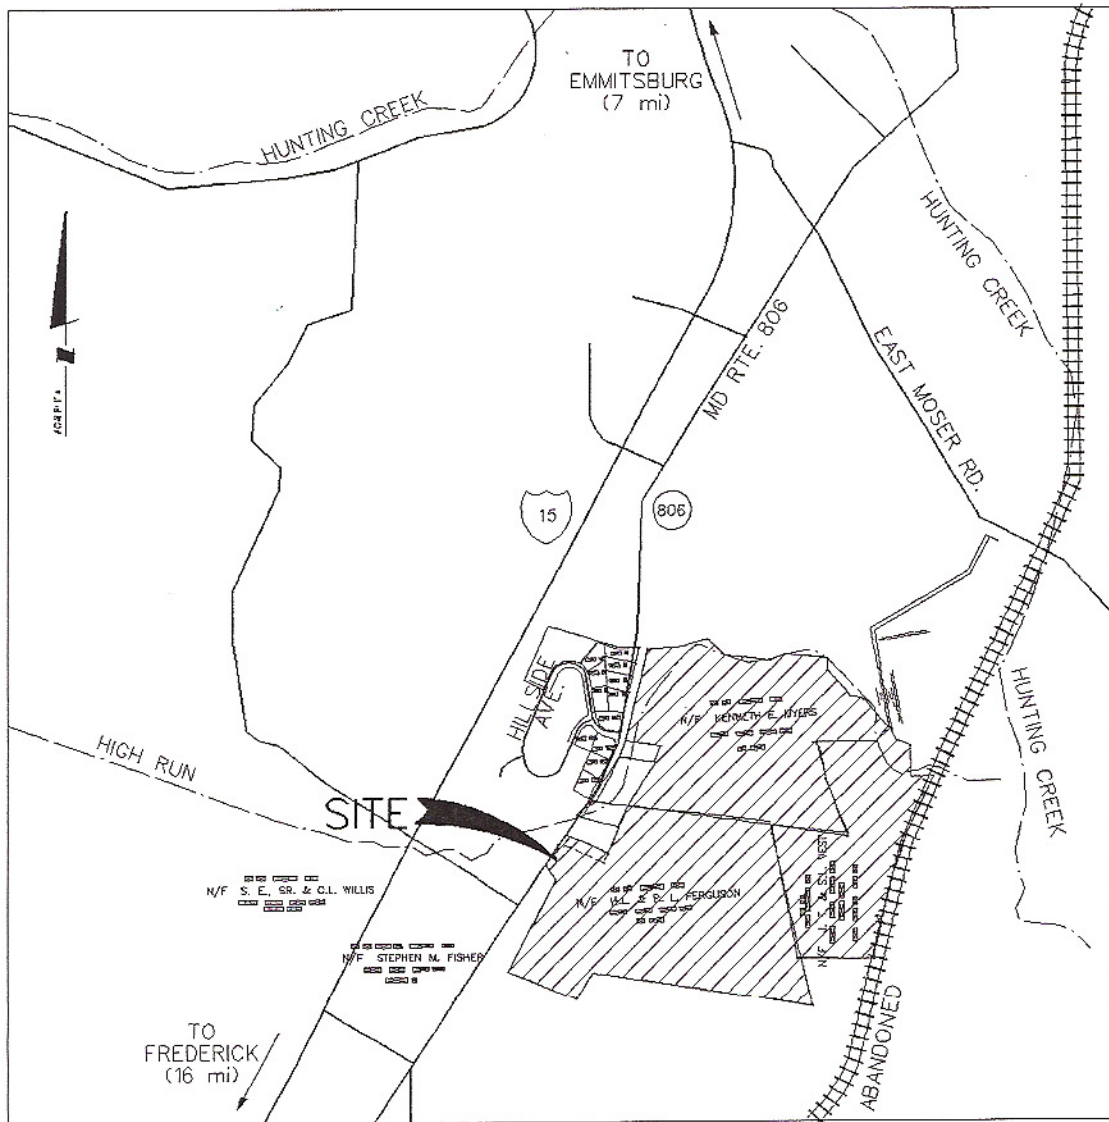 TO
EMMITSBURG
(7 mi)
HUNTING CREEK
HUNTING CREEK
MD RTE. 806
EAST MOSER RD.
15
806
HILLSIDE
AVE.
N/F KENNETH E. MYERS
HUNTING CREEK
HIGH RUN
SITE
N/F S. E., SR. & C.L. WILLIS
N/F W.L. & B. L. FERGUSON
N/F J. F. & S.L. VEST
N/F STEPHEN M. FISHER
TO
FREDERICK
(16 mi)
ABANDONED